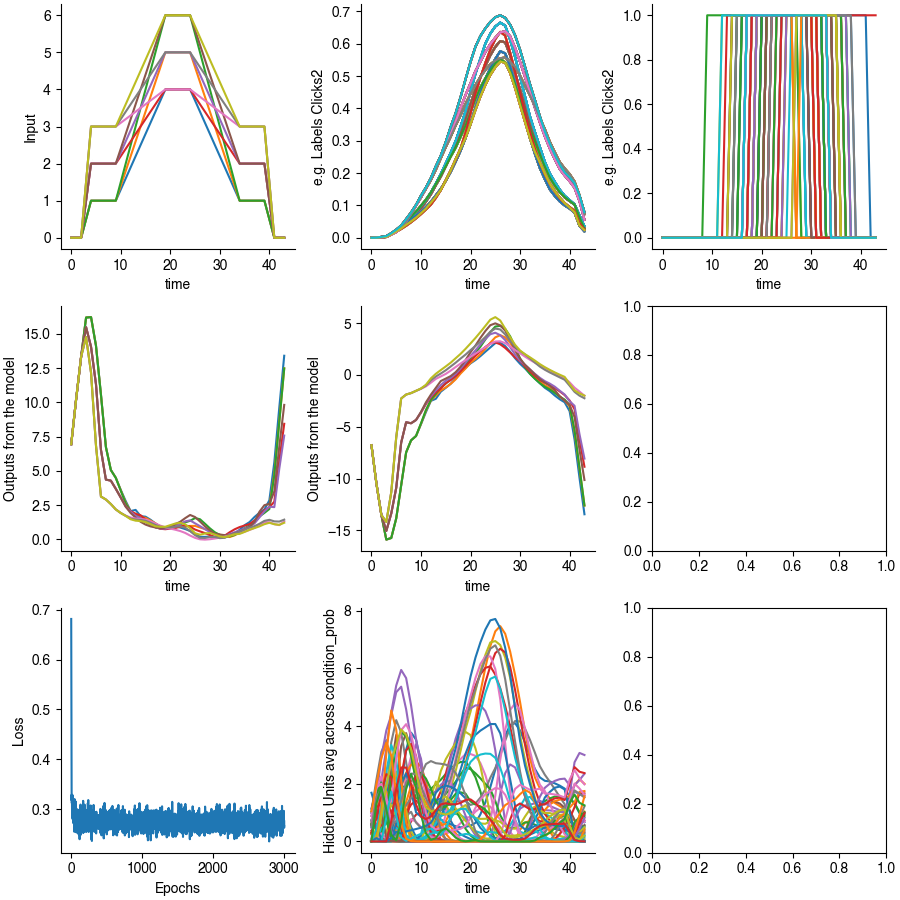 Input
6
5
4
3
2
1
0
0 10 20 30 40
time
e.g. Labels Clicks2
0.7
0.6
0.5
0.4
0.3
0.2
0.1
0.0
0 10 20 30 40
time
e.g. Labels Clicks2
1.0
0.8
0.6
0.4
0.2
0.0
0 10 20 30 40
time
Outputs from the model
15.0
12.5
10.0
7.5
5.0
2.5
0.0
0 10 20 30 40
time
Outputs from the model
5
0
−5
−10
−15
0 10 20 30 40
time
1.0
0.8
0.6
0.4
0.2
0.0
0.0 0.2 0.4 0.6 0.8 1.0
Loss
0.7
0.6
0.5
0.4
0.3
0 1000 2000 3000
Epochs
Hidden Units avg across condition_prob
8
6
4
2
0
0 10 20 30 40
time
1.0
0.8
0.6
0.4
0.2
0.0
0.0 0.2 0.4 0.6 0.8 1.0